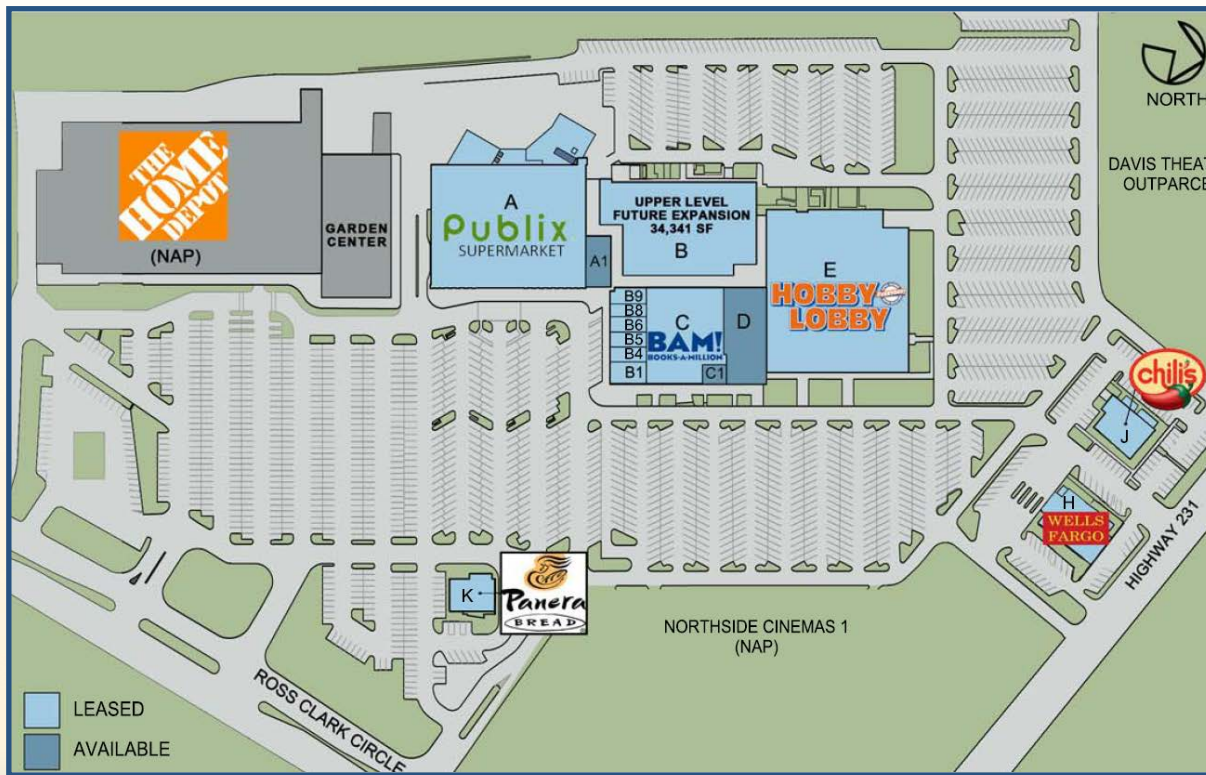 NORTH
DAVIS THEAT
OUTPARCE
THE
HOME
DEPOT
(NAP)
GARDEN
CENTER
A
Publix
SUPERMARKET
A1
UPPER LEVEL
FUTURE EXPANSION
34,341 SF
B
E
HOBBY
LOBBY
B9
B8
B6
B5
B4
B1
C
BAM!
BOOKS-A-MILLION
C1
D
chili's
J
H
WELLS
FARGO
HIGHWAY 231
K
Panera
BREAD
NORTHSIDE CINEMAS 1
(NAP)
ROSS CLARK CIRCLE
LEASED
AVAILABLE